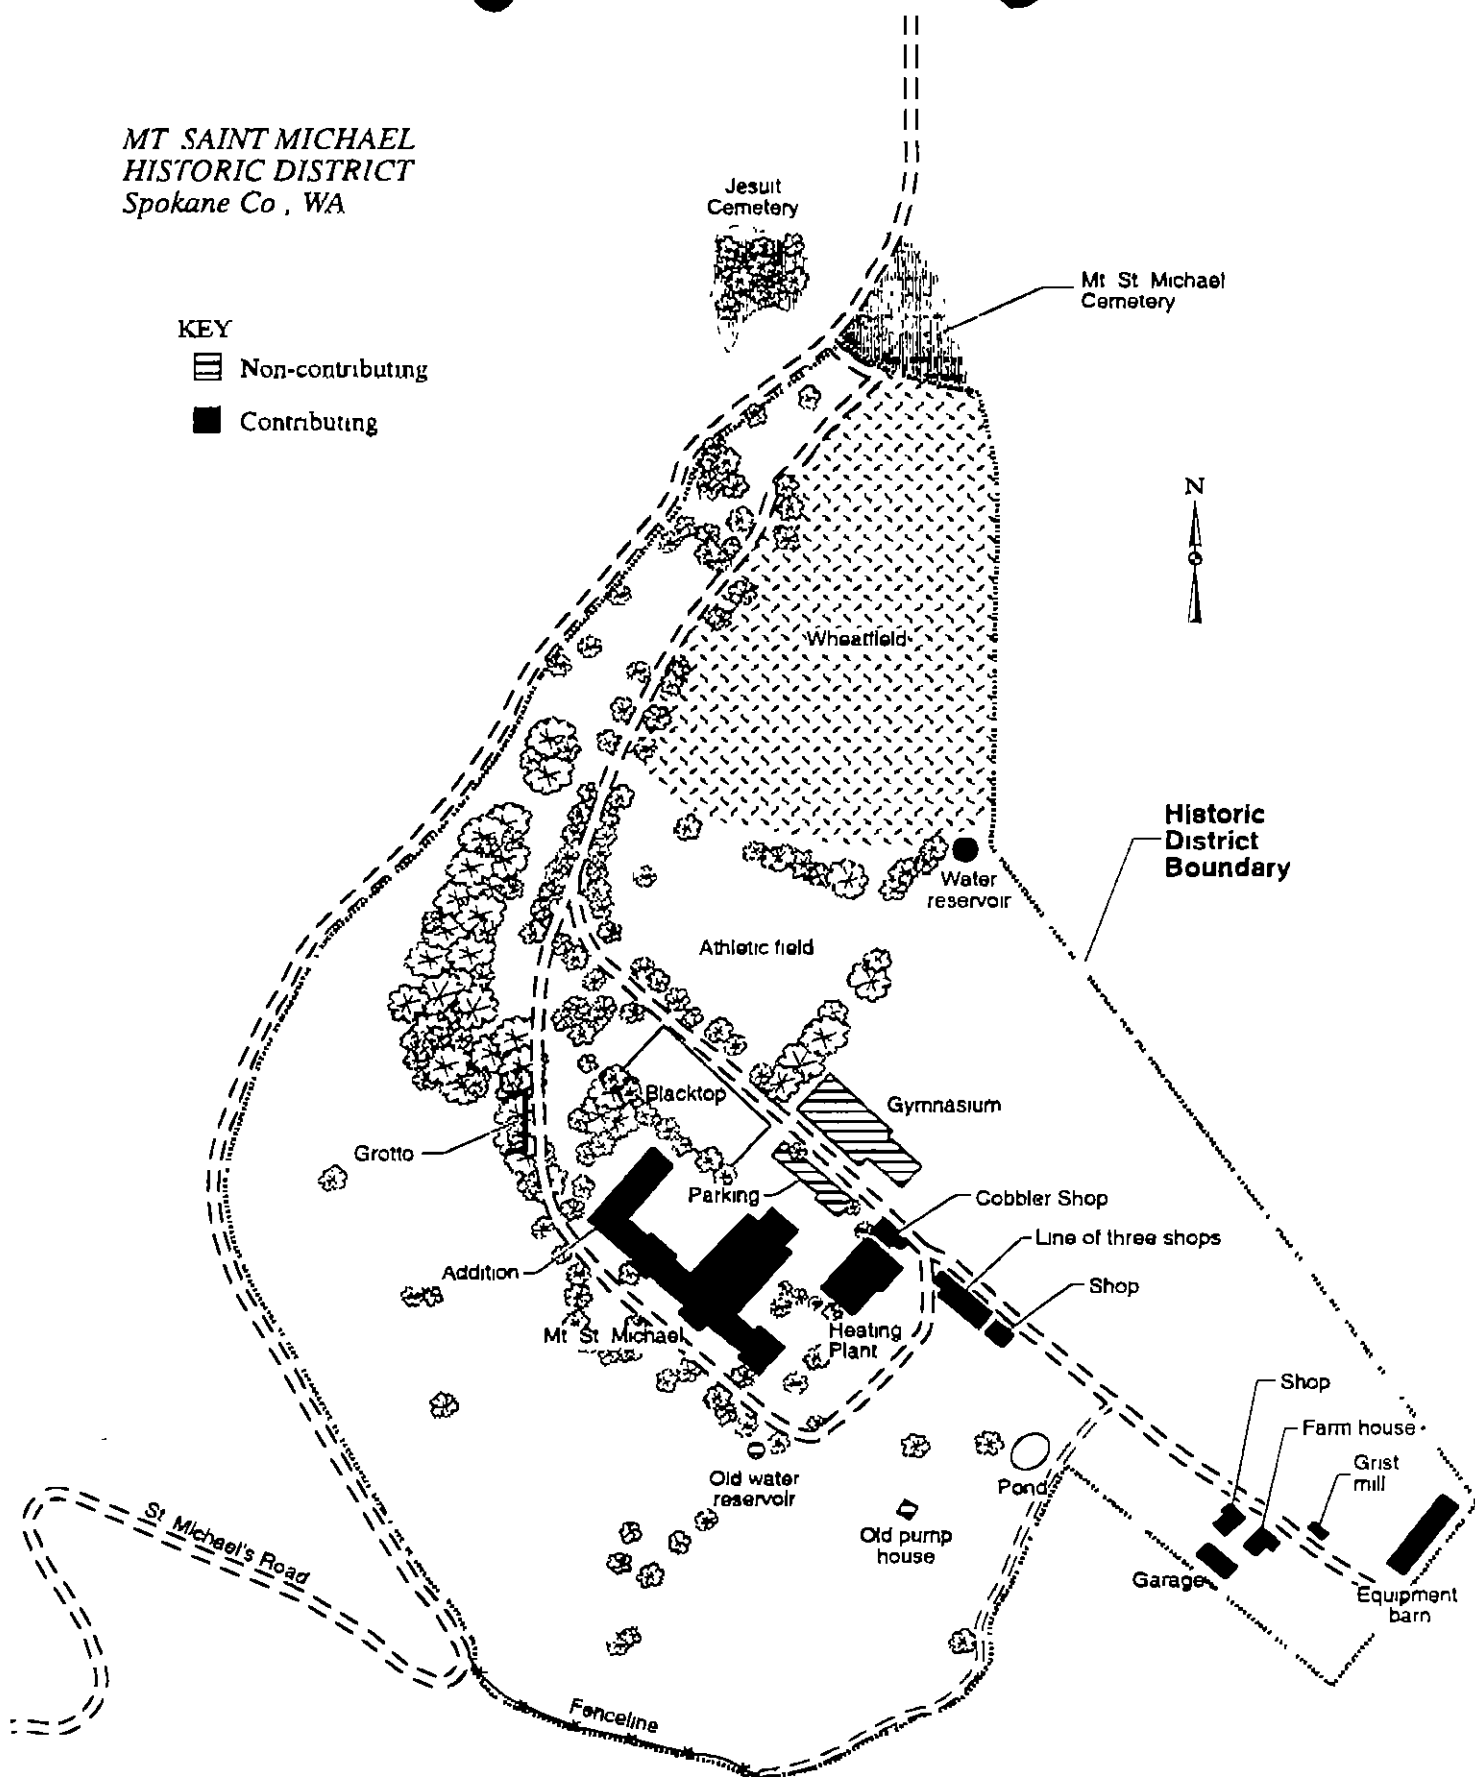 MT SAINT MICHAEL
HISTORIC DISTRICT
Spokane Co, WA
Jesuit
Cemetery
Mt St Michael
Cemetery
KEY
Non-contributing
Contributing
N
Wheatfield
Historic
District
Boundary
Water
reservoir
Athletic field
Blacktop
Gymnasium
Grotto
Parking
Cobbler Shop
Line of three shops
Addition
Shop
Mt St Michael
Heating
Plant
Shop
Farm house
Grist
mill
Old water
reservoir
Pond
St Michael's Road
Old pump
house
Garage
Equipment
barn
Fenceline